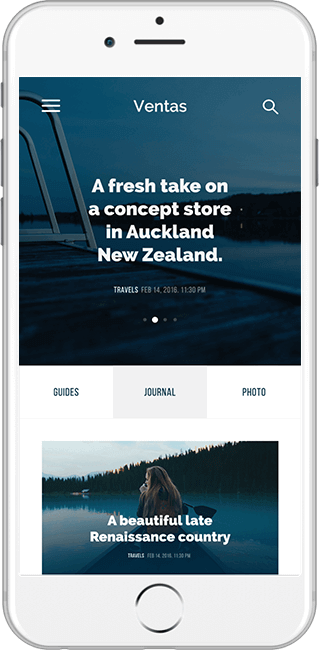 Ventas
A fresh take on
a concept store
in Auckland
New Zealand.
TRAVELS FEB 14, 2016. 11:30 PM
GUIDES JOURNAL PHOTO
A beautiful late
Renaissance country
TRAVELS FEB 14, 2016. 11:30 PM